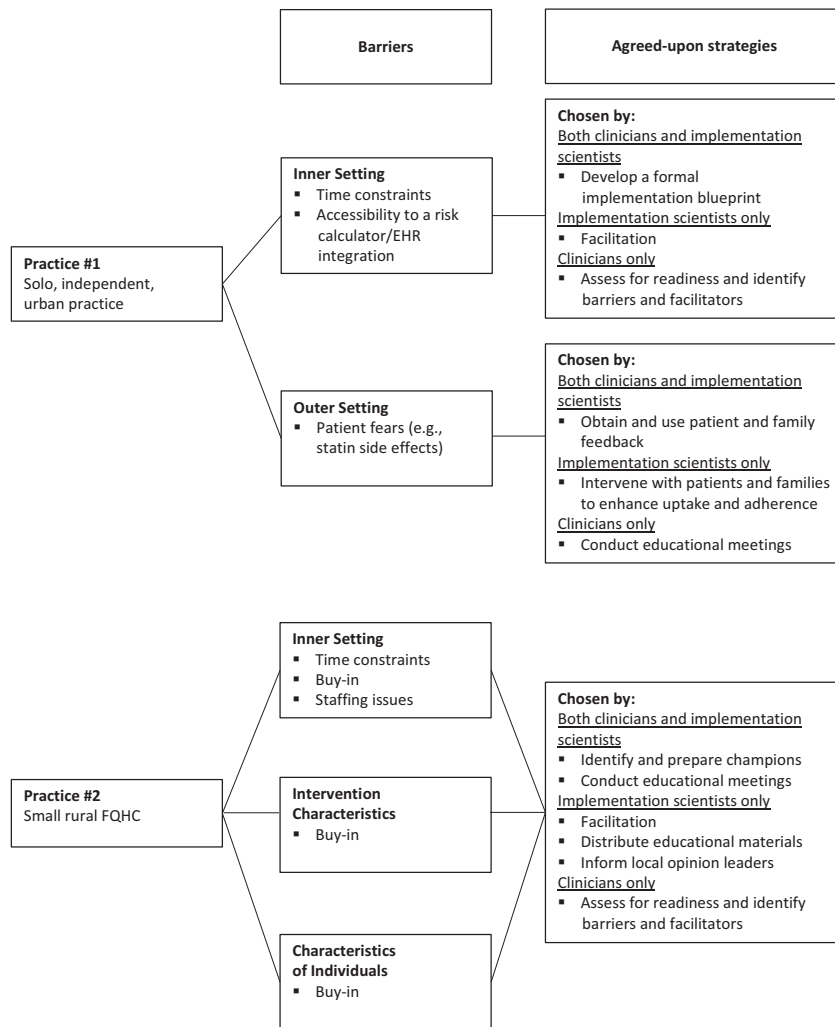 Barriers
Agreed-upon strategies
Practice #1
Solo, independent,
urban practice
Inner Setting
▪ Time constraints
▪ Accessibility to a risk
calculator/EHR
integration
Chosen by:
Both clinicians and implementation
scientists
▪ Develop a formal
implementation blueprint
Implementation scientists only
▪ Facilitation
Clinicians only
▪ Assess for readiness and identify
barriers and facilitators
Outer Setting
▪ Patient fears (e.g.,
statin side effects)
Chosen by:
Both clinicians and implementation
scientists
▪ Obtain and use patient and family
feedback
Implementation scientists only
▪ Intervene with patients and families
to enhance uptake and adherence
Clinicians only
▪ Conduct educational meetings
Practice #2
Small rural FQHC
Inner Setting
▪ Time constraints
▪ Buy-in
▪ Staffing issues
Intervention
Characteristics
▪ Buy-in
Characteristics
of Individuals
▪ Buy-in
Chosen by:
Both clinicians and implementation
scientists
▪ Identify and prepare champions
▪ Conduct educational meetings
Implementation scientists only
▪ Facilitation
▪ Distribute educational materials
▪ Inform local opinion leaders
Clinicians only
▪ Assess for readiness and identify
barriers and facilitators